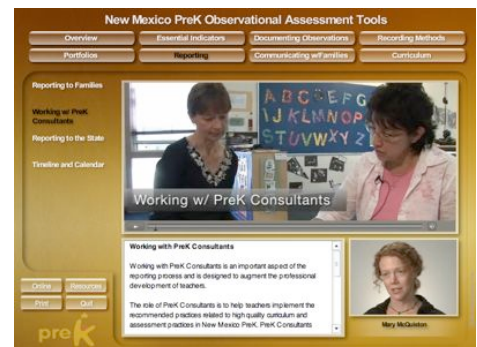 New Mexico PreK Observational Assessment Tools
Overview
Essential Indicators
Documenting Observations
Recording Methods
Portfolios
Reporting
Communicating w/Families
Curriculum
Reporting to Families
Working w/ PreK
Consultants
Reporting to the State
Timeline and Calendar
A B C D E F G
I J K L M N O P
S T U V W X Y Z
Working w/ PreK Consultants
Working with PreK Consultants
Working with PreK Consultants is an important aspect of the
reporting process and is designed to augment the professional
development of teachers.
The role of PreK Consultants is to help teachers implement the
recommended practices related to high quality curriculum and
assessment practices in New Mexico PreK. PreK Consultants
Mary McQuiston
Online
Resources
Print
Quit
pre k